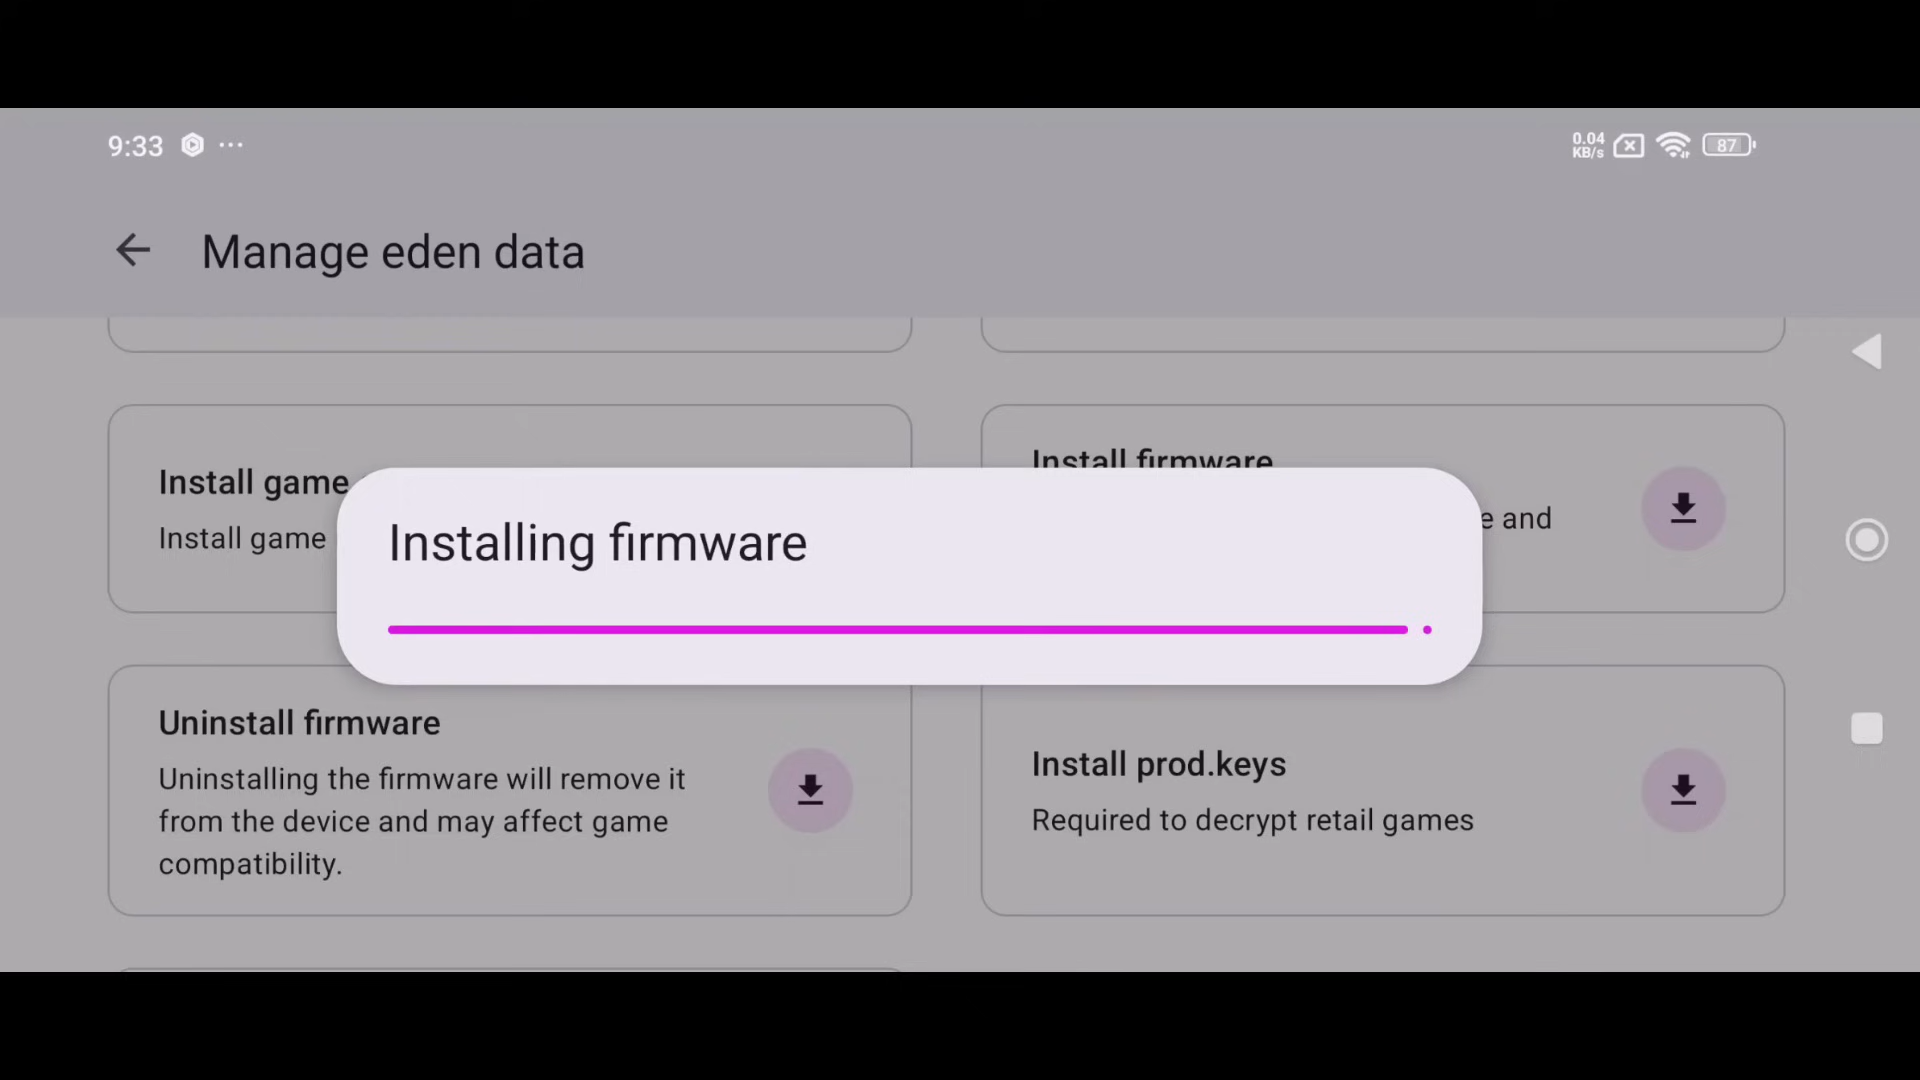 9:33
0.04
KB/s
87
Manage eden data
Install game
Install game
Install firmware
e and
Installing firmware
Uninstall firmware
Uninstalling the firmware will remove it
from the device and may affect game
compatibility.
Install prod.keys
Required to decrypt retail games